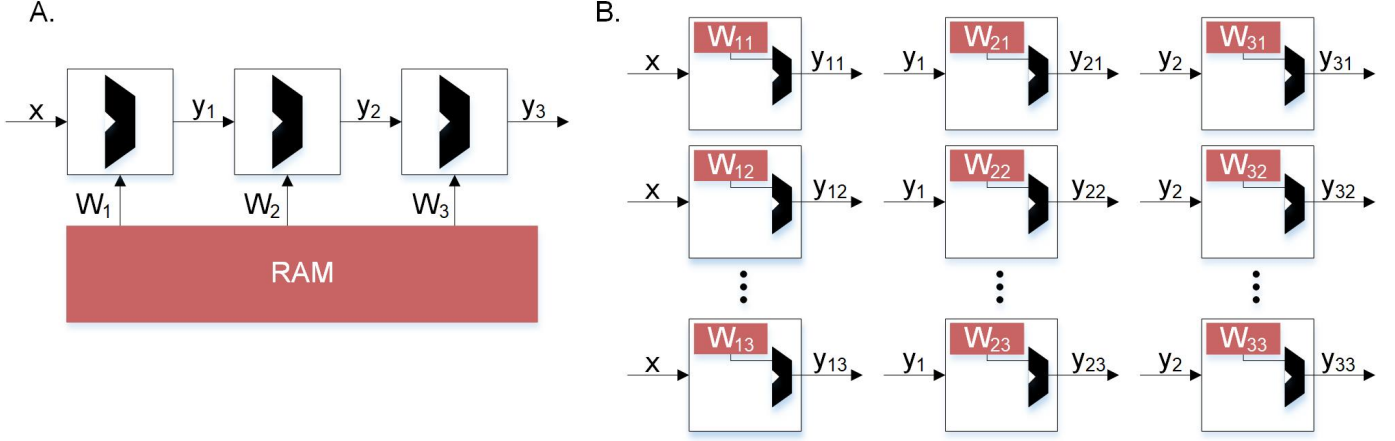 A.
x y₁ y₂ y₃
W₁ W₂ W₃
RAM
B.
W₁₁ W₂₁ W₃₁
x y₁₁ y₁ y₂₁ y₂ y₃₁
W₁₂ W₂₂ W₃₂
x y₁₂ y₁ y₂₂ y₂ y₃₂
W₁₃ W₂₃ W₃₃
x y₁₃ y₁ y₂₃ y₂ y₃₃